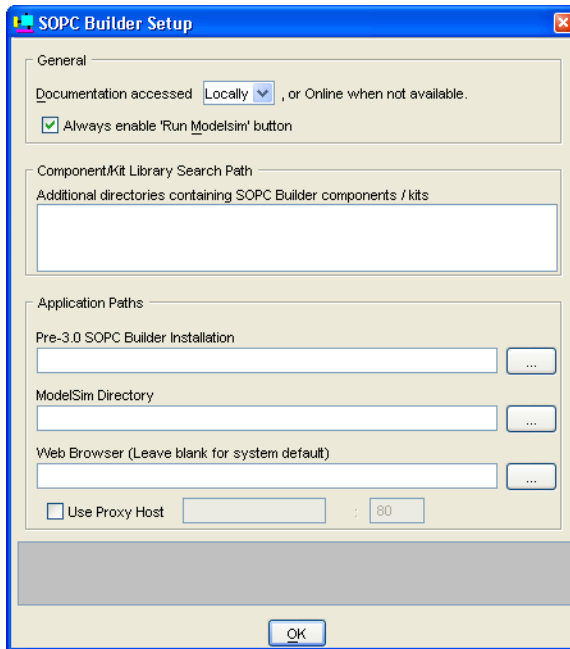 SOPC Builder Setup
General
Documentation accessed Locally , or Online when not available.
Always enable 'Run Modelsim' button
Component/Kit Library Search Path
Additional directories containing SOPC Builder components / kits
Application Paths
Pre-3.0 SOPC Builder Installation
...
ModelSim Directory
...
Web Browser (Leave blank for system default)
...
Use Proxy Host : 80
OK